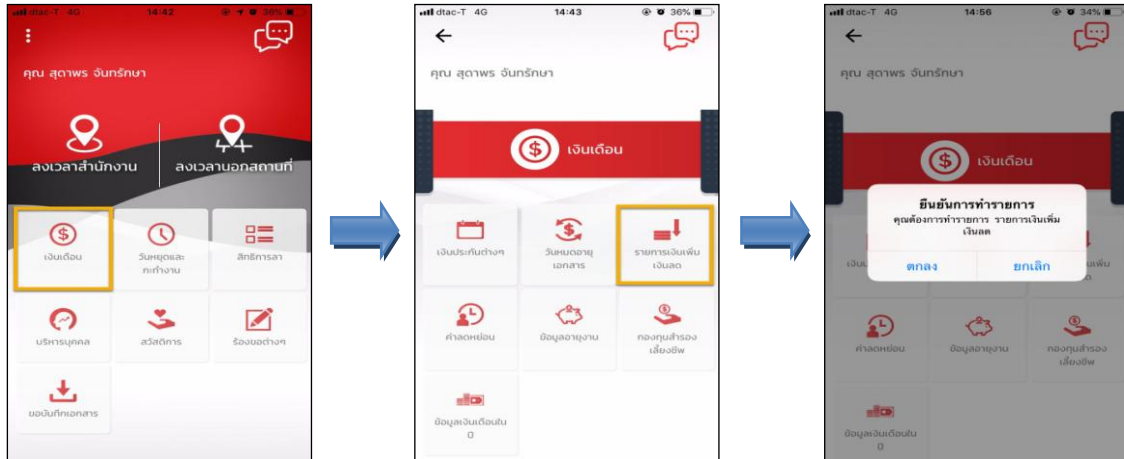 dtac-T 4G 14:42 36%
คุณ สุดาพร จันทรักษา
ลงเวลาสำนักงาน
ลงเวลานอกสถานที่
เงินเดือน
วันหยุดและ
กะทำงาน
สิทธิการลา
บริหารบุคคล
สวัสดิการ
ร้องขอต่างๆ
ขอบันทึกเอกสาร
dtac-T 4G 14:43 36%
คุณ สุดาพร จันทรักษา
เงินเดือน
เงินประกันต่างๆ
วันหมดอายุ
เอกสาร
รายการเงินเพิ่ม
เงินลด
ค่าลดหย่อน
ข้อมูลอายุงาน
กองทุนสำรอง
เลี้ยงชีพ
ข้อมูลเงินเดือนใน
ปี
dtac-T 4G 14:56 34%
คุณ สุดาพร จันทรักษา
เงินเดือน
ยืนยันการทำรายการ
คุณต้องการทำรายการ รายการเงินเพิ่ม
เงินลด
ตกลง
ยกเลิก
ค่าลดหย่อน
ข้อมูลอายุงาน
กองทุนสำรอง
เลี้ยงชีพ
ข้อมูลเงินเดือนใน
ปี